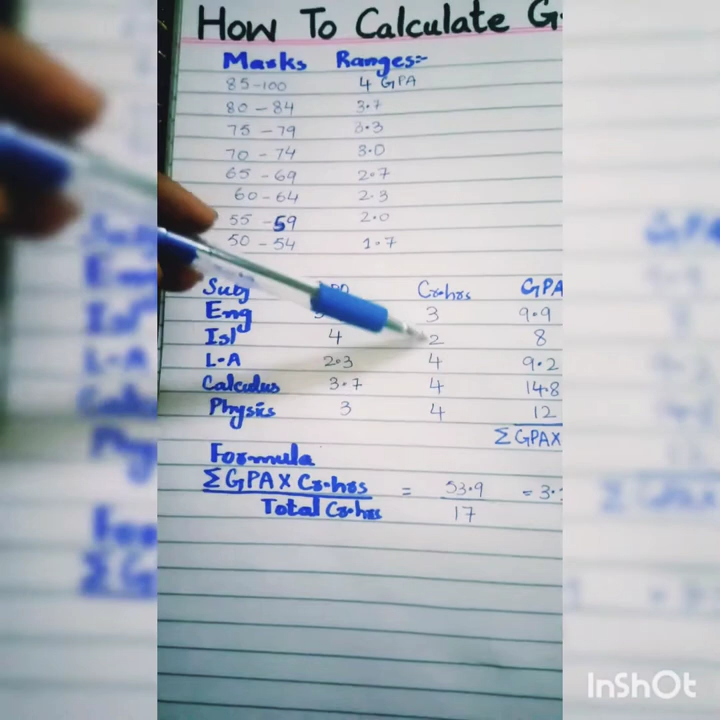 How To Calculate G
Marks Ranges:-
85-100 4 GPA
80-84 3.7
75-79 3.3
70-74 3.0
65-69 2.7
60-64 2.3
55-59 2.0
50-54 1.7
Subj Cr.hrs GPA
Eng 3 9.9
Isl 4 2 8
L.A 2.3 4 9.2
Calculus 3.7 4 14.8
Physics 3 4 12
ΣGPAX
Formula
ΣGPA X Cr.hrs = 53.9 = 3.
Total Cr.hrs 17
InShOt